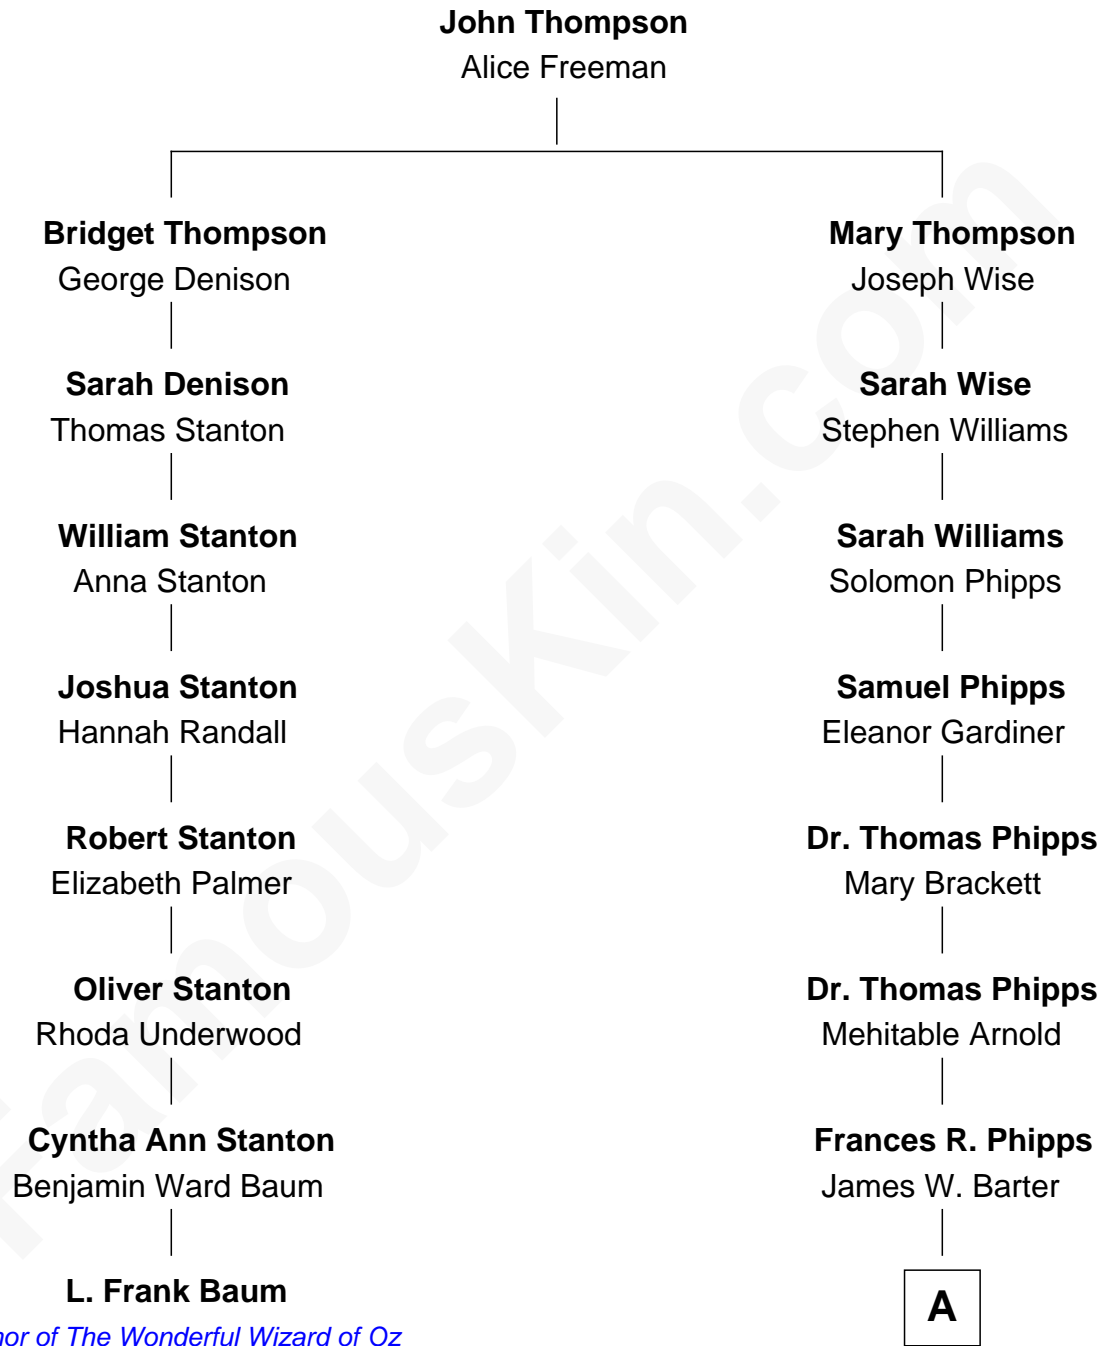 John Thompson
Alice Freeman
Bridget Thompson
George Denison
Mary Thompson
Joseph Wise
Sarah Denison
Thomas Stanton
Sarah Wise
Stephen Williams
William Stanton
Anna Stanton
Sarah Williams
Solomon Phipps
Joshua Stanton
Hannah Randall
Samuel Phipps
Eleanor Gardiner
Robert Stanton
Elizabeth Palmer
Dr. Thomas Phipps
Mary Brackett
Oliver Stanton
Rhoda Underwood
Dr. Thomas Phipps
Mehitable Arnold
Cyntha Ann Stanton
Benjamin Ward Baum
Frances R. Phipps
James W. Barter
L. Frank Baum
hor of The Wonderful Wizard of Oz
A
FamousKin.com